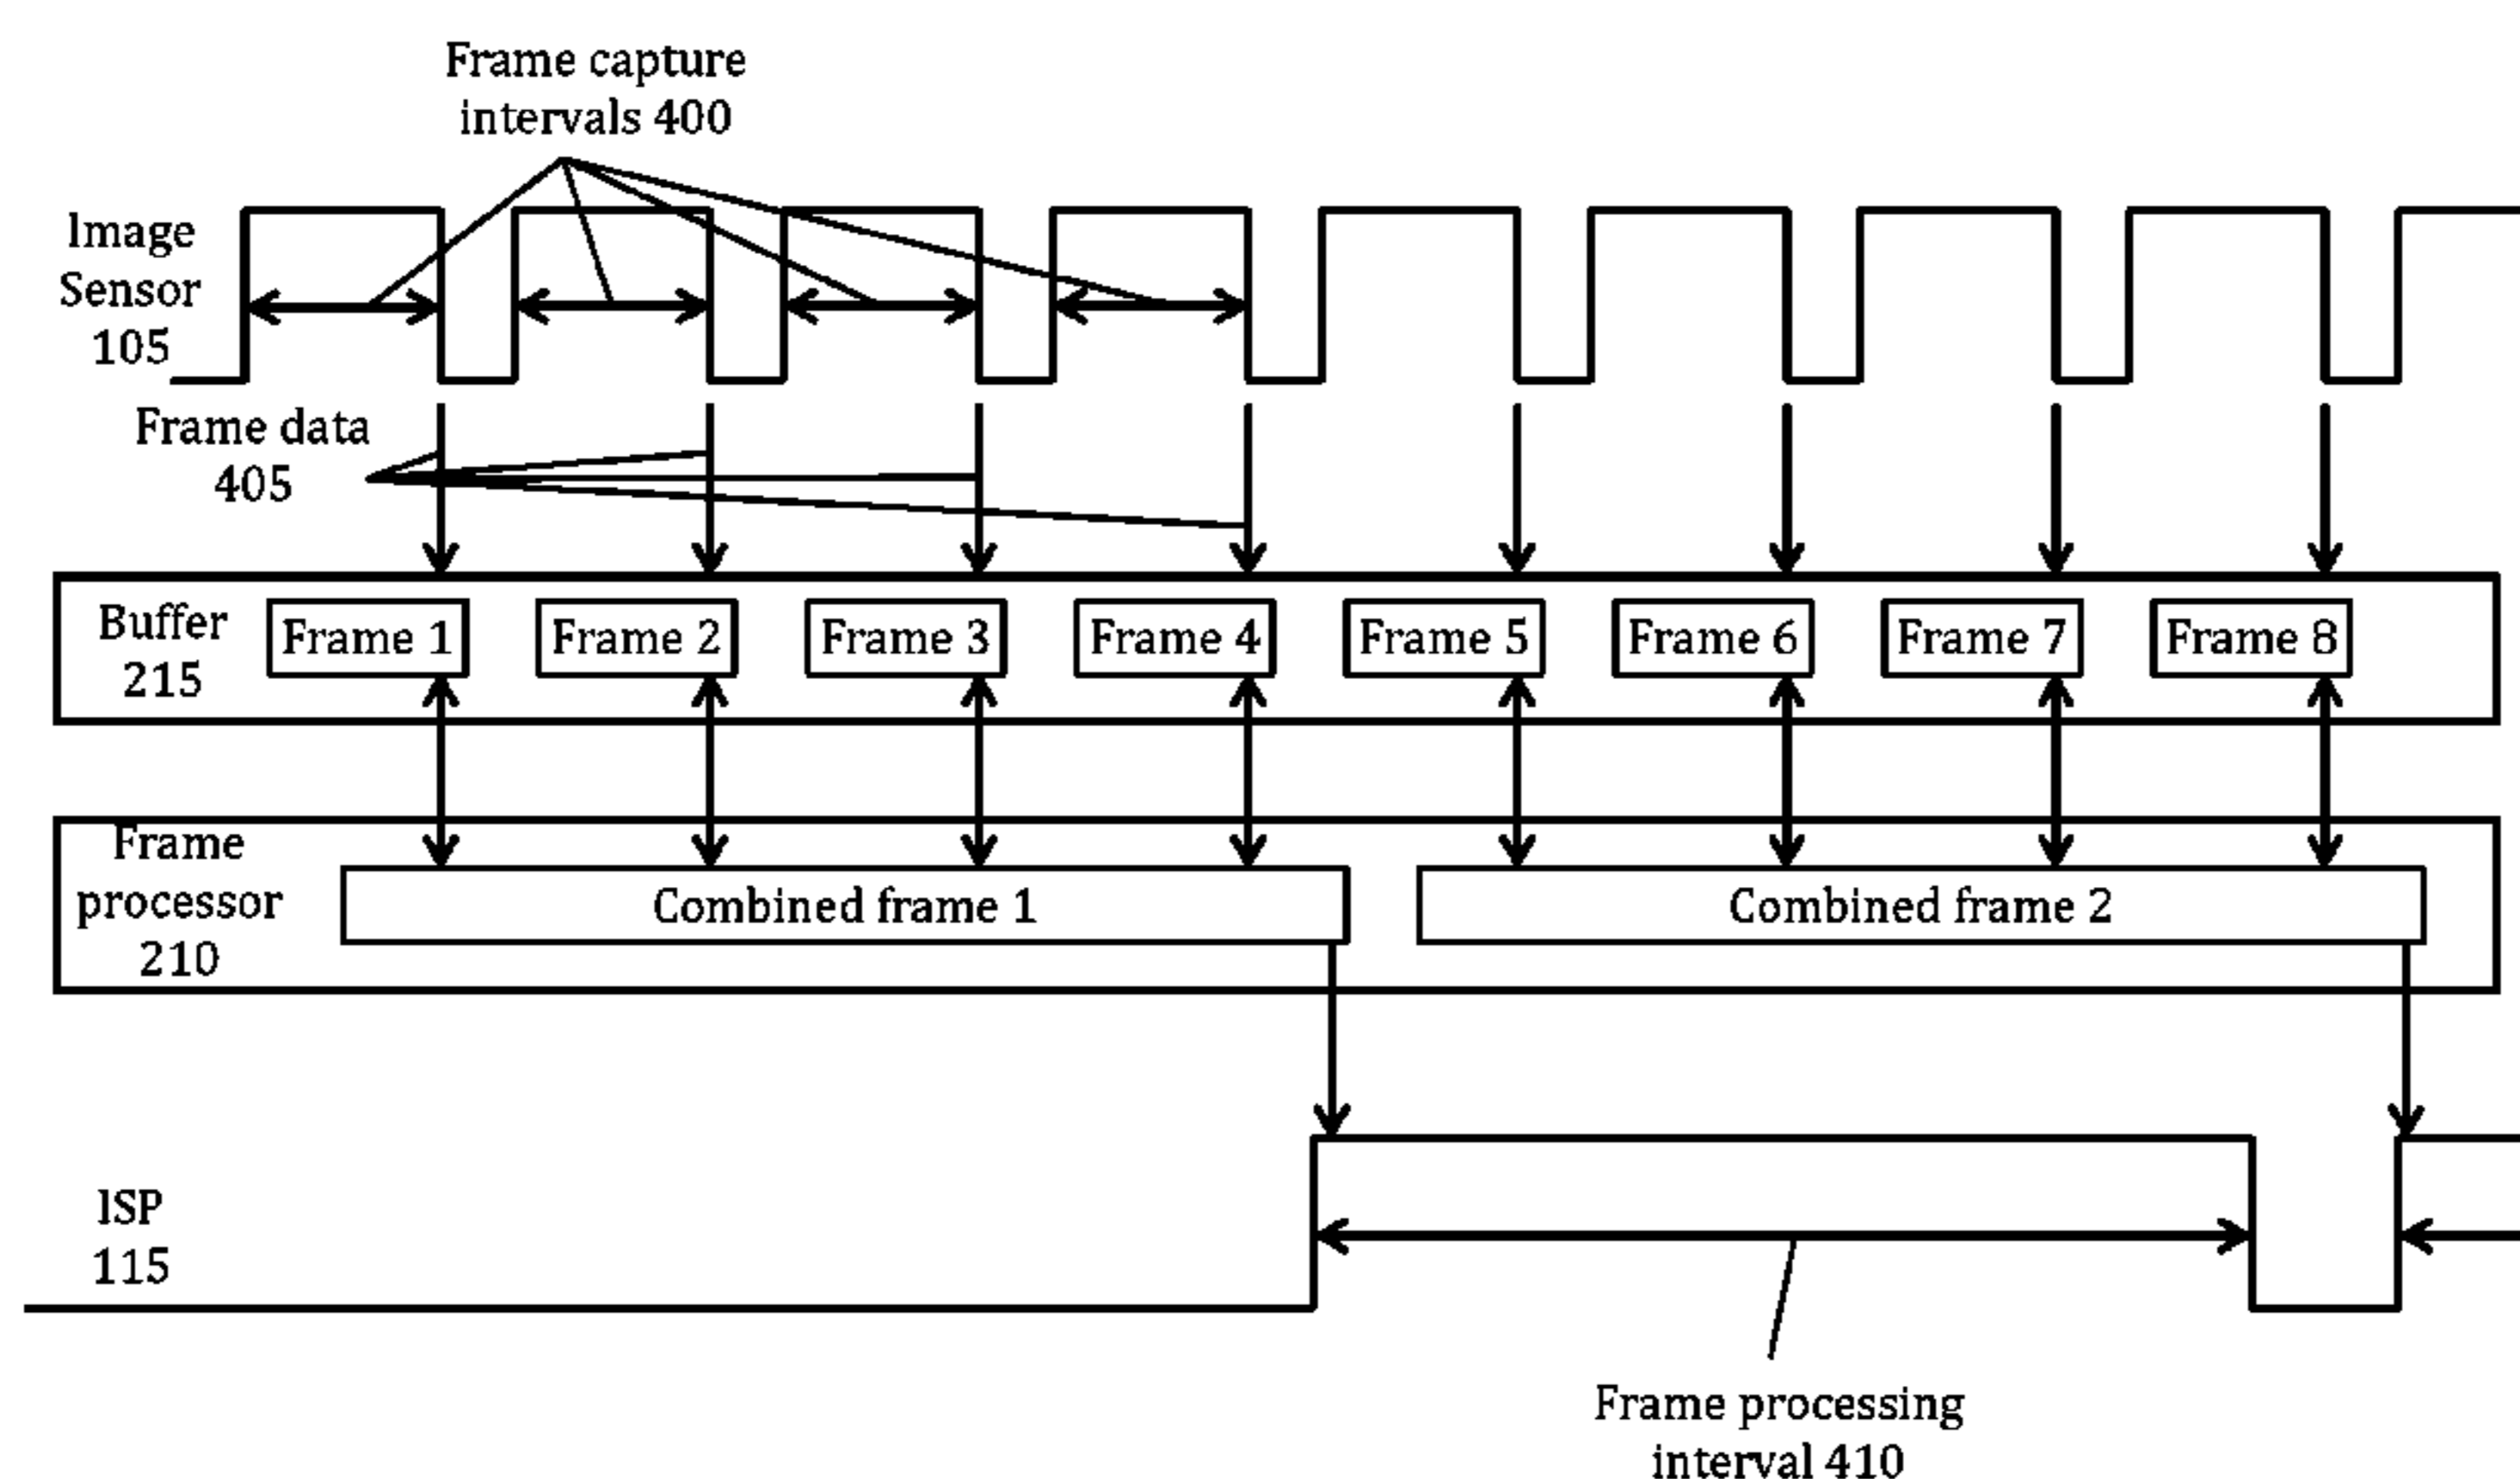 Frame capture
intervals 400
Image
Sensor
105
Frame data
405
Buffer
215
Frame 1
Frame 2
Frame 3
Frame 4
Frame 5
Frame 6
Frame 7
Frame 8
Frame
processor
210
Combined frame 1
Combined frame 2
ISP
115
Frame processing
interval 410